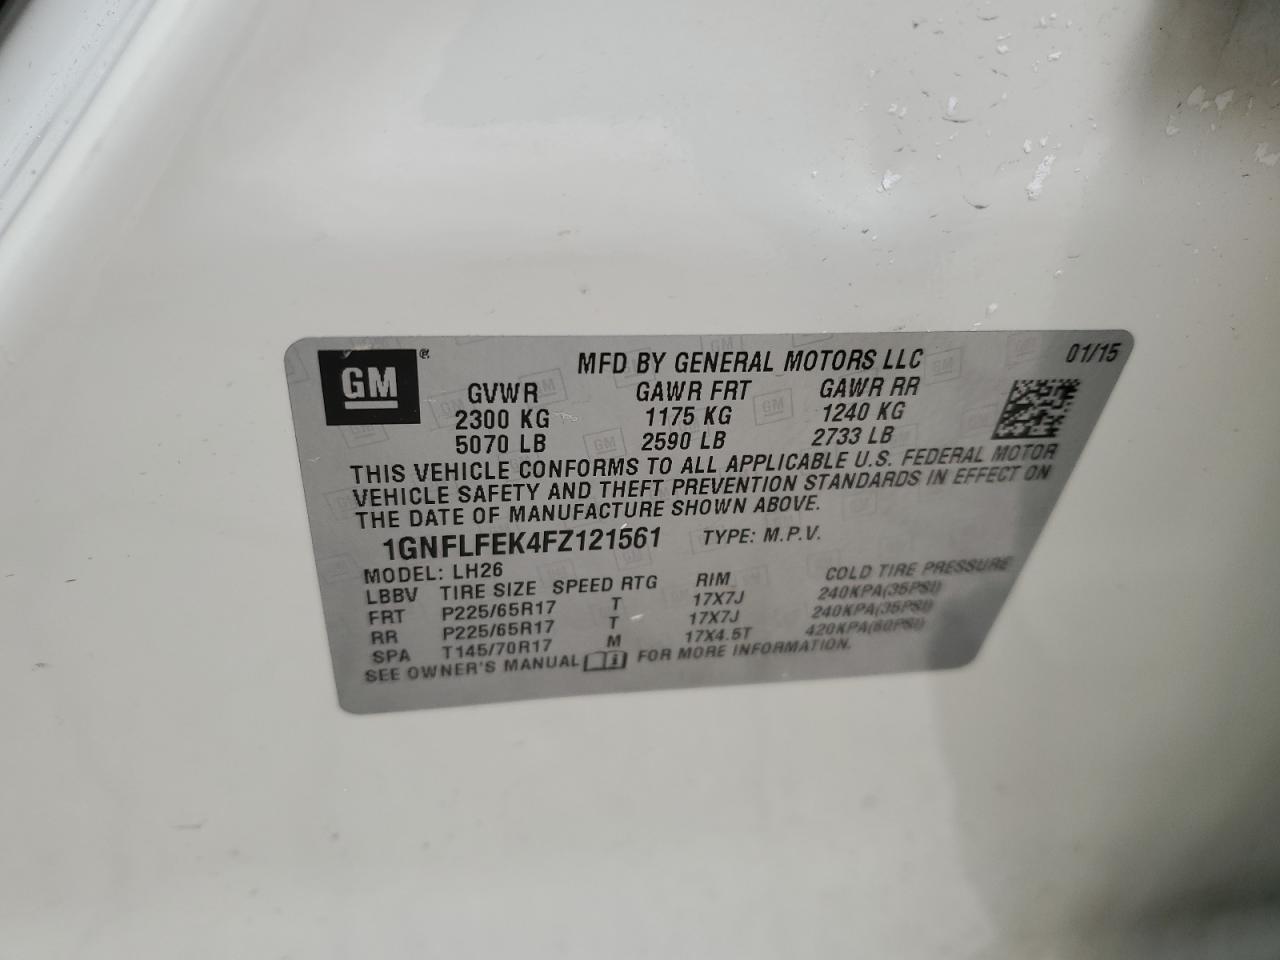 GM
MFD BY GENERAL MOTORS LLC 01/15
GVWR GAWR FRT GAWR RR
2300 KG 1175 KG 1240 KG
5070 LB 2590 LB 2733 LB
THIS VEHICLE CONFORMS TO ALL APPLICABLE U.S. FEDERAL MOTOR
VEHICLE SAFETY AND THEFT PREVENTION STANDARDS IN EFFECT ON
THE DATE OF MANUFACTURE SHOWN ABOVE.
1GNFLFEK4FZ121561 TYPE: M.P.V.
MODEL: LH26
LBBV TIRE SIZE SPEED RTG RIM COLD TIRE PRESSURE
FRT P225/65R17 T 17X7J 240KPA(35PSI)
RR P225/65R17 T 17X7J 240KPA(35PSI)
SPA T145/70R17 M 17X4.5T 420KPA(60PSI)
SEE OWNER'S MANUAL FOR MORE INFORMATION.